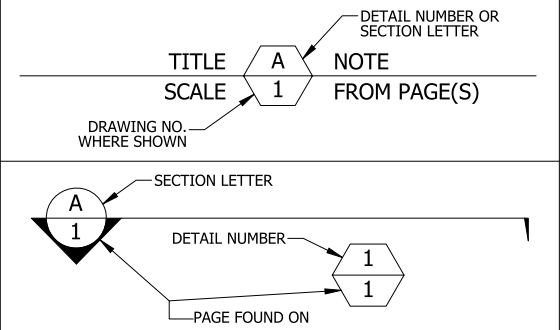 DETAIL NUMBER OR
SECTION LETTER
TITLE A NOTE
SCALE 1 FROM PAGE(S)
DRAWING NO.
WHERE SHOWN
SECTION LETTER
A
1
DETAIL NUMBER
1
1
PAGE FOUND ON